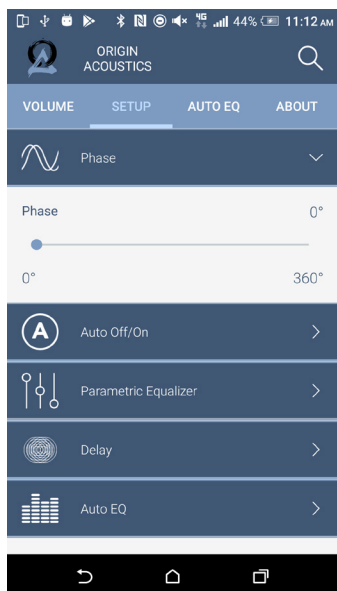 4G
44%
11:12 AM
ORIGIN
ACOUSTICS
VOLUME
SETUP
AUTO EQ
ABOUT
Phase
Phase
0°
0°
360°
A
Auto Off/On
Parametric Equalizer
Delay
Auto EQ